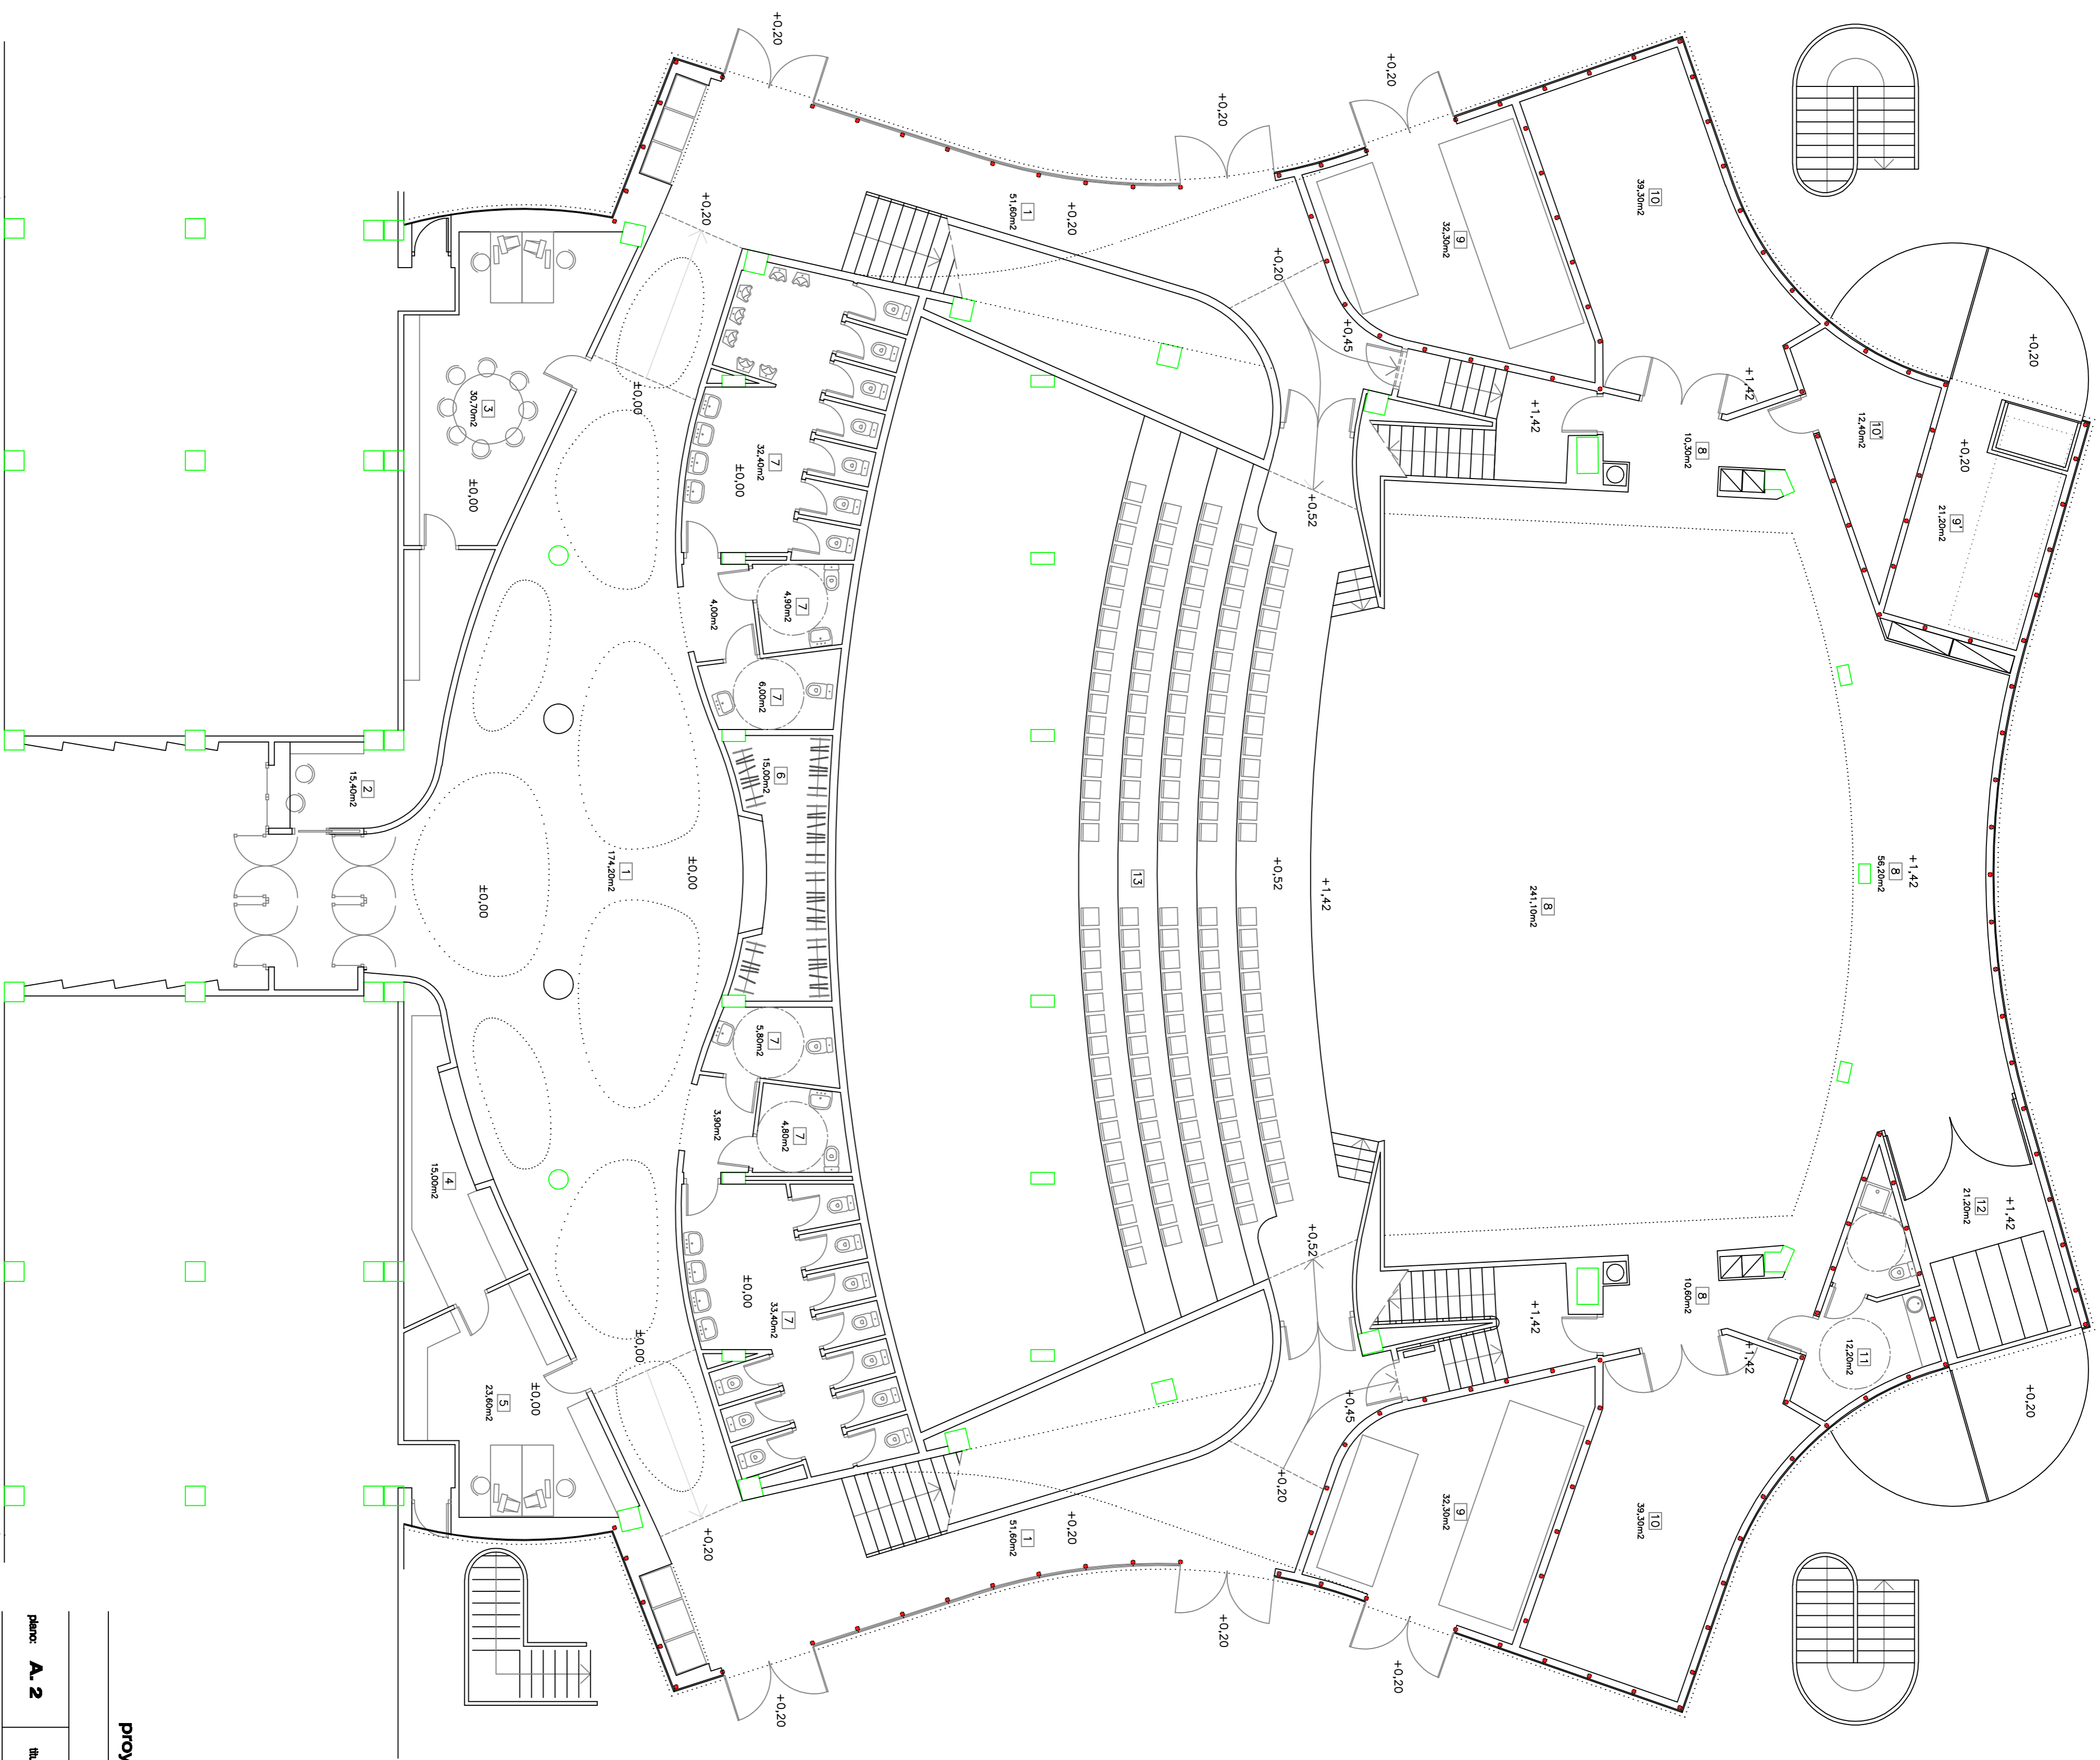 +0,20
+0,20
+1,42
12
21,20m2
+0,20
9'
21,20m2
+1,42
8
56,20m2
10'
12,40m2
11
12,20m2
+1,42
+1,42
8
10,30m2
8
10,60m2
10
39,30m2
10
39,30m2
8
241,10m2
+1,42
+1,42
9
32,30m2
9
32,30m2
+0,20
+0,20
+0,45
+0,45
+1,42
+0,52
+0,52
+0,20
+0,52
+0,20
+0,20
+0,20
13
+0,20
+0,20
1
51,60m2
1
51,60m2
7
4,90m2
7
4,80m2
7
33,40m2
+0,20
+0,20
7
32,40m2
7
6,00m2
6
15,00m2
7
5,80m2
±0,00
±0,00
4,00m2
3,90m2
+0,20
+0,20
±0,00
±0,00
±0,00
1
174,20m2
±0,00
5
23,60m2
3
30,70m2
±0,00
±0,00
4
15,00m2
2
15,40m2
proy
plano: A. 2